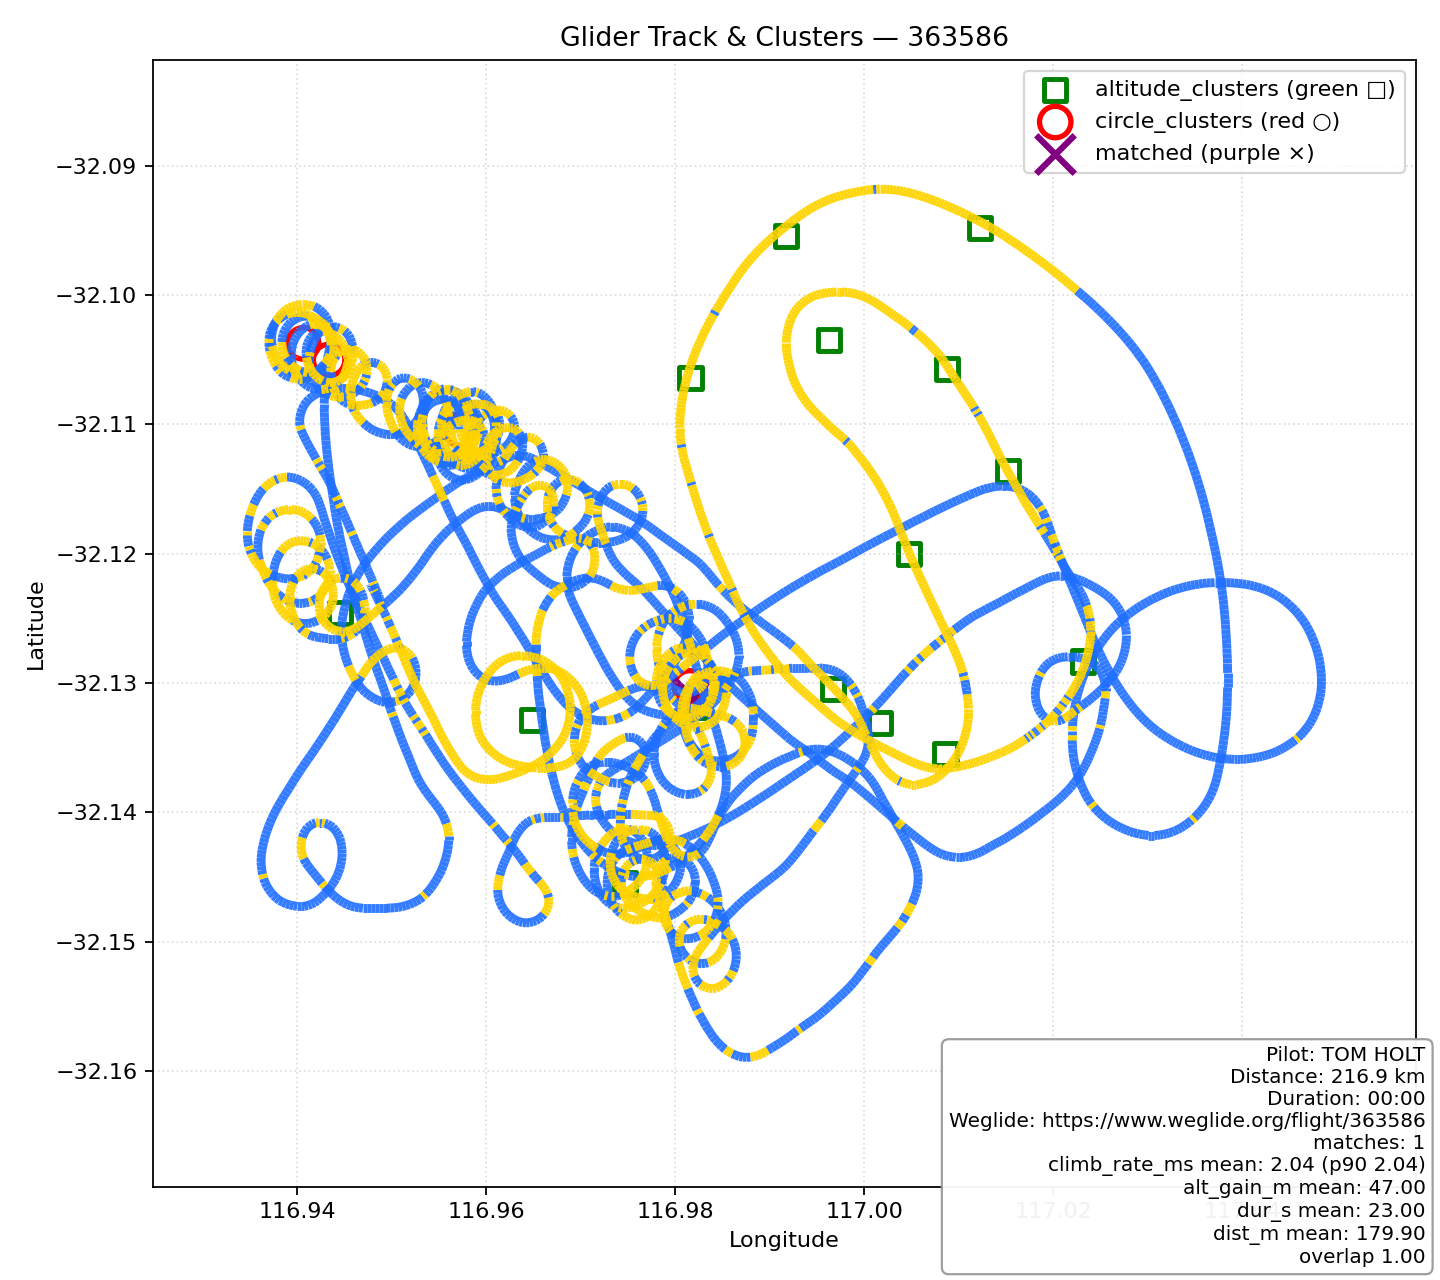 Glider Track & Clusters — 363586
altitude_clusters (green □)
circle_clusters (red ○)
matched (purple ×)
Latitude
−32.09
−32.10
−32.11
−32.12
−32.13
−32.14
−32.15
−32.16
116.94
116.96
116.98
117.00
117.02
Longitude
Pilot: TOM HOLT
Distance: 216.9 km
Duration: 00:00
Weglide: https://www.weglide.org/flight/363586
matches: 1
climb_rate_ms mean: 2.04 (p90 2.04)
alt_gain_m mean: 47.00
dur_s mean: 23.00
dist_m mean: 179.90
overlap 1.00